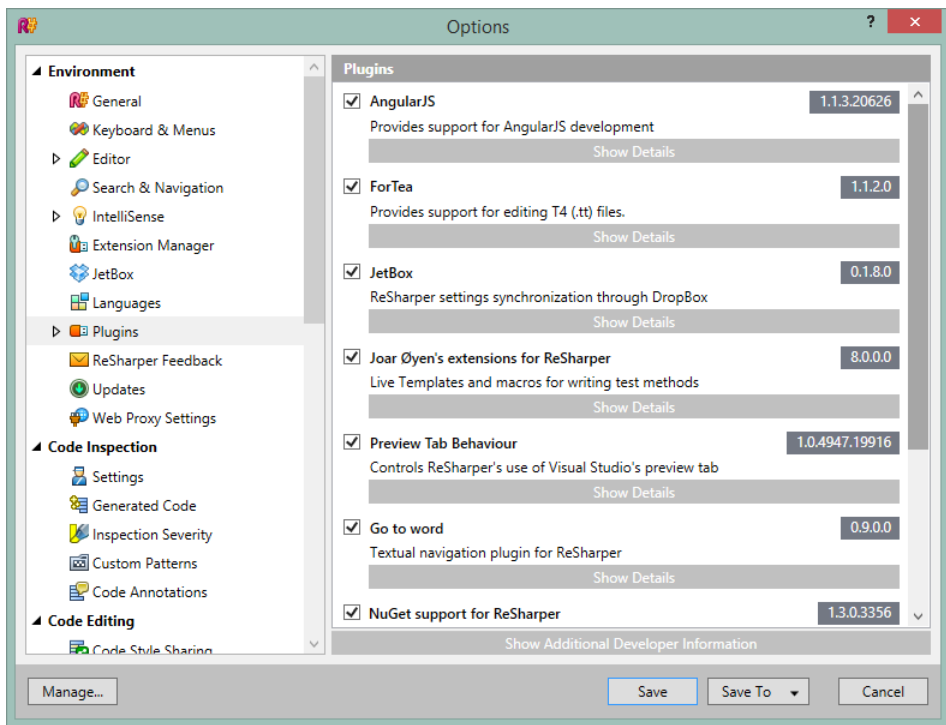 Options
?
Environment
General
Keyboard & Menus
Editor
Search & Navigation
IntelliSense
Extension Manager
JetBox
Languages
Plugins
ReSharper Feedback
Updates
Web Proxy Settings
Code Inspection
Settings
Generated Code
Inspection Severity
Custom Patterns
Code Annotations
Code Editing
Code Style Sharing
Plugins
AngularJS 1.1.3.20626
Provides support for AngularJS development
Show Details
ForTea 1.1.2.0
Provides support for editing T4 (.tt) files.
Show Details
JetBox 0.1.8.0
ReSharper settings synchronization through DropBox
Show Details
Joar Øyen's extensions for ReSharper 8.0.0.0
Live Templates and macros for writing test methods
Show Details
Preview Tab Behaviour 1.0.4947.19916
Controls ReSharper's use of Visual Studio's preview tab
Show Details
Go to word 0.9.0.0
Textual navigation plugin for ReSharper
Show Details
NuGet support for ReSharper 1.3.0.3356
Show Additional Developer Information
Manage... Save Save To Cancel